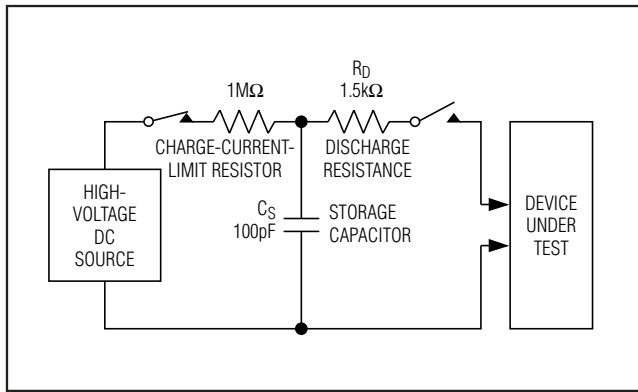 R_D
1MΩ
1.5kΩ
CHARGE-CURRENT-
LIMIT RESISTOR
DISCHARGE
RESISTANCE
HIGH-
VOLTAGE
DC
SOURCE
C_S
100pF
STORAGE
CAPACITOR
DEVICE
UNDER
TEST